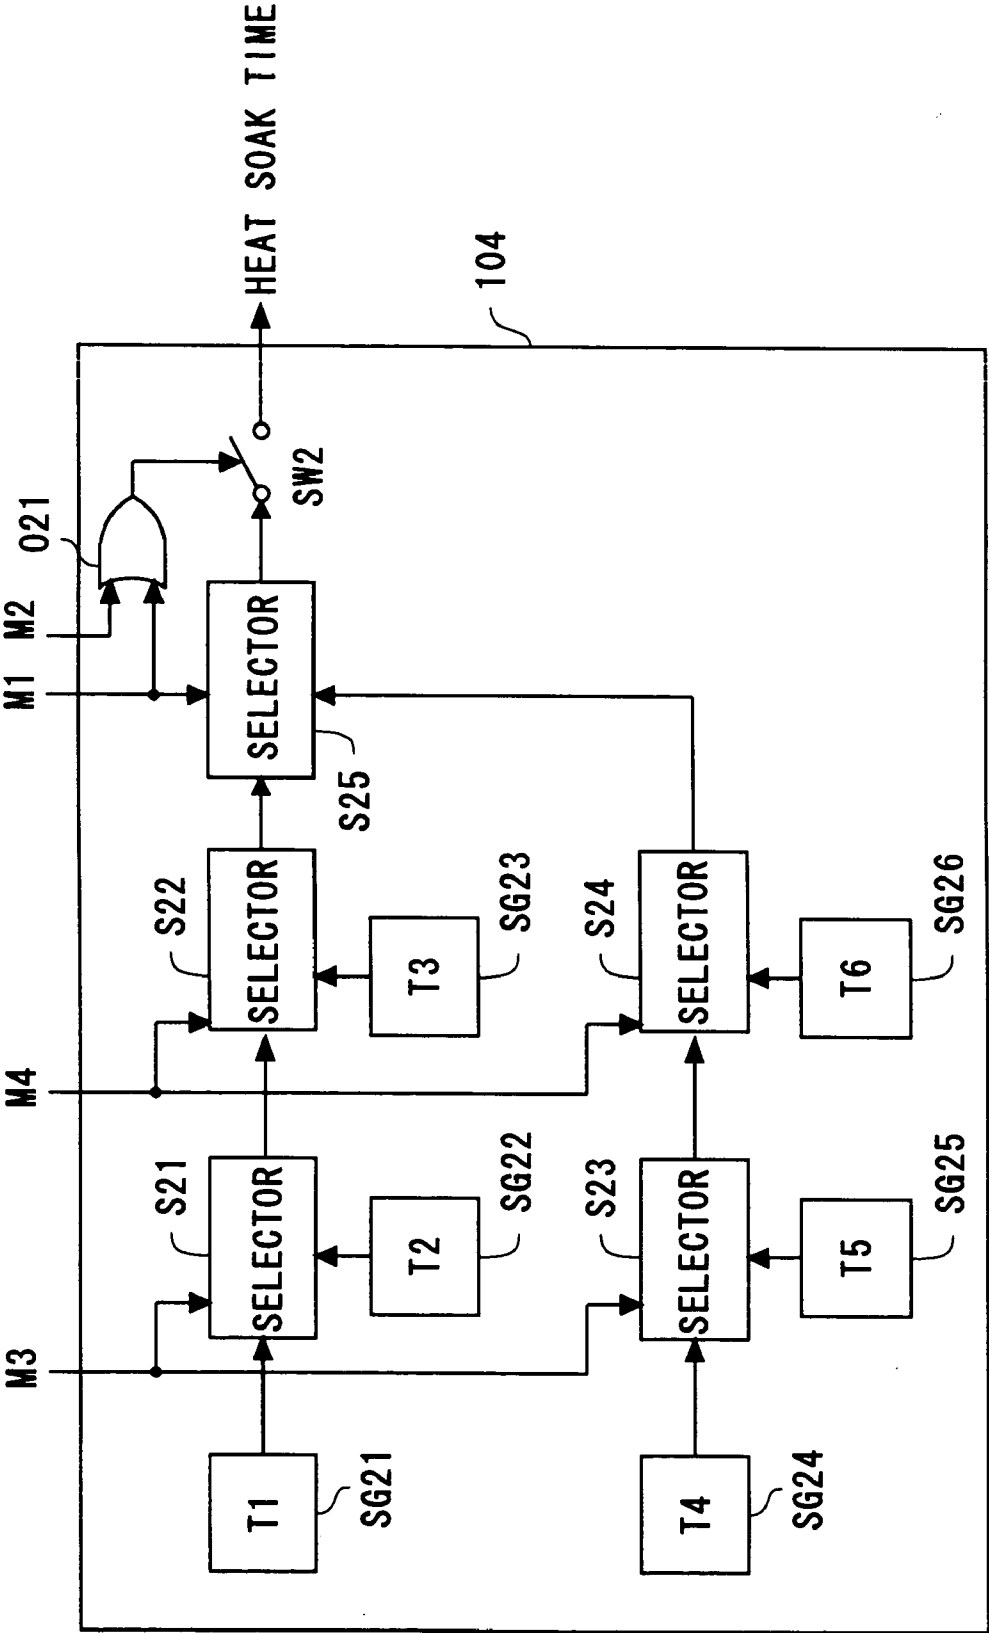 M3
M4
M1
M2
O21
S21
S22
T1
SELECTOR
SELECTOR
SELECTOR
HEAT SOAK TIME
SW2
S25
SG21
T2
T3
104
SG22
SG23
S23
S24
T4
SELECTOR
SELECTOR
SG24
T5
T6
SG25
SG26